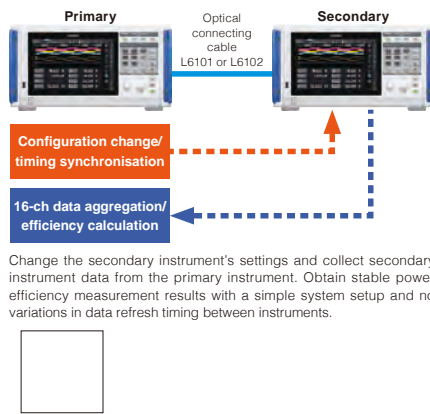 Primary
Optical
connecting
cable
L6101 or L6102
Secondary
Configuration change/
timing synchronisation
16-ch data aggregation/
efficiency calculation
Change the secondary instrument's settings and collect secondary
instrument data from the primary instrument. Obtain stable power
efficiency measurement results with a simple system setup and no
variations in data refresh timing between instruments.